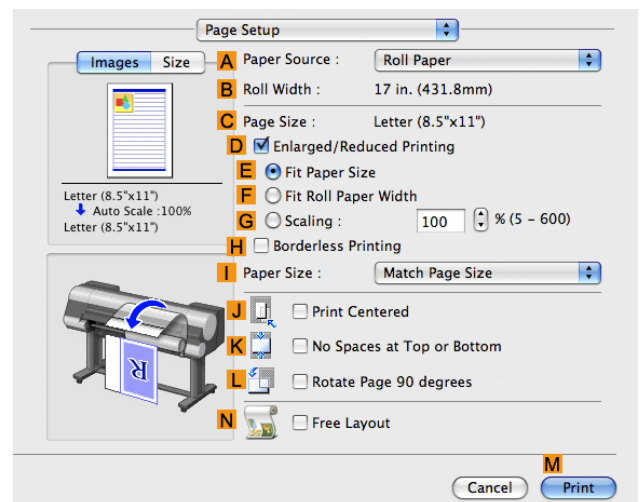 Page Setup
Images Size
A Paper Source : Roll Paper
B Roll Width : 17 in. (431.8mm)
C Page Size : Letter (8.5"x11")
D Enlarged/Reduced Printing
E Fit Paper Size
F Fit Roll Paper Width
G Scaling : 100 % (5 - 600)
H Borderless Printing
Letter (8.5"x11")
Auto Scale :100%
Letter (8.5"x11")
I Paper Size : Match Page Size
J Print Centered
K No Spaces at Top or Bottom
L Rotate Page 90 degrees
R
N Free Layout
M
Cancel Print